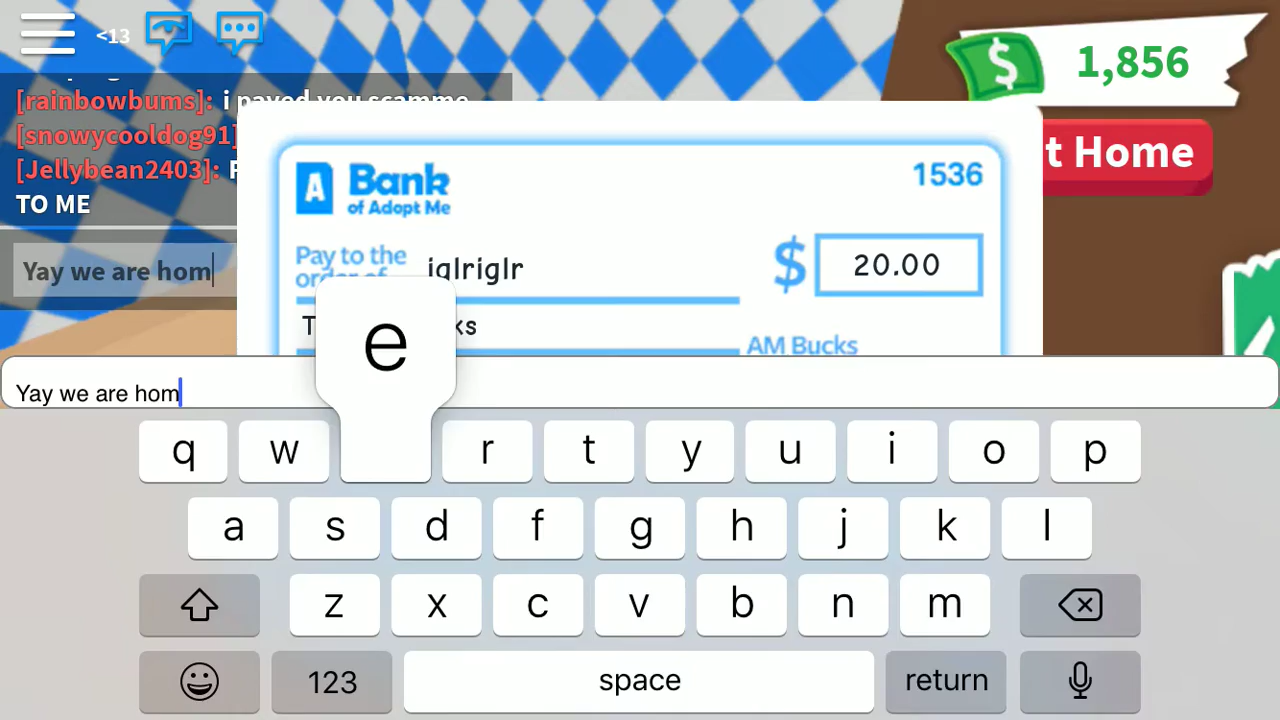 <13
1,856
[rainbowbums]: i payed you scamme
[snowycooldog91]
[Jellybean2403]:
TO ME
t Home
Yay we are hom
A Bank
of Adopt Me
1536
Pay to the
order of
iglriglr
$ 20.00
AM Bucks
Yay we are hom
e
q w r t y u i o p
a s d f g h j k l
z x c v b n m
123 space return